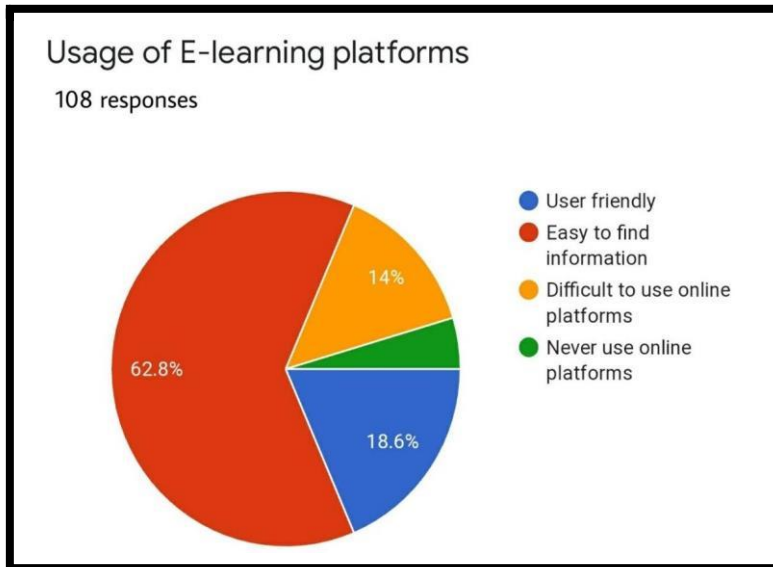 Usage of E-learning platforms
108 responses
User friendly
Easy to find
information
Difficult to use online
platforms
Never use online
platforms
14%
62.8%
18.6%